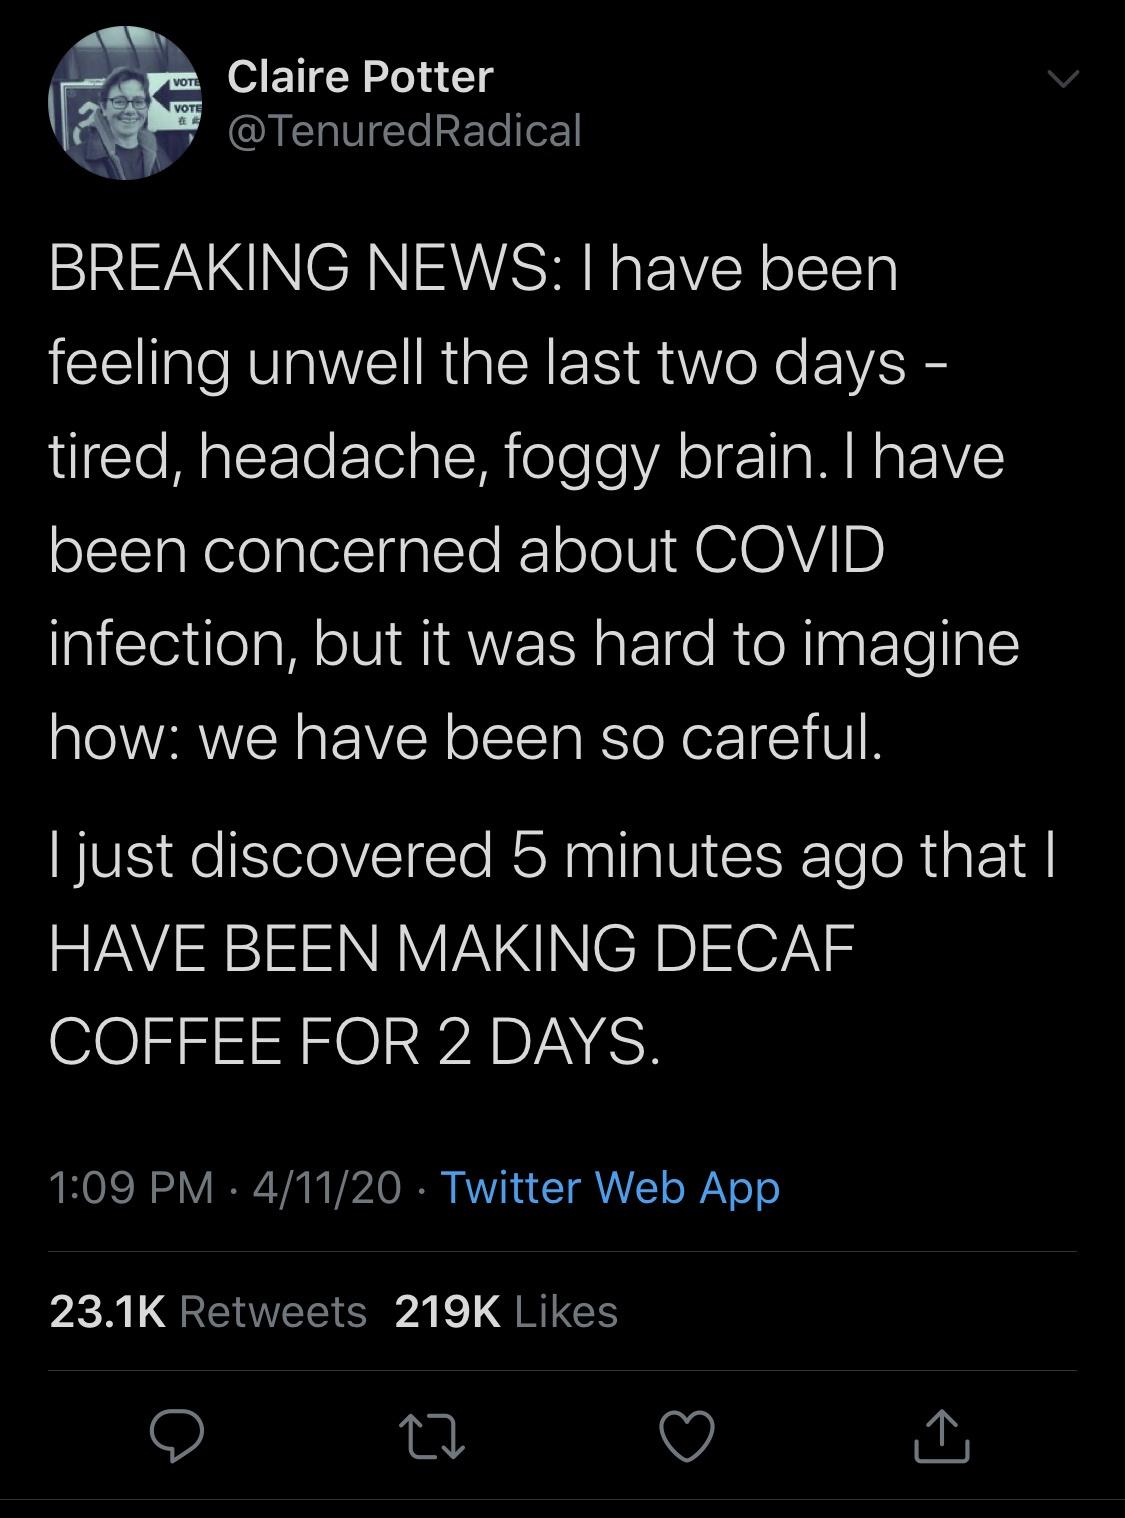 VOTE
VOTE
Claire Potter
@TenuredRadical
BREAKING NEWS: I have been
feeling unwell the last two days -
tired, headache, foggy brain. I have
been concerned about COVID
infection, but it was hard to imagine
how: we have been so careful.
I just discovered 5 minutes ago that I
HAVE BEEN MAKING DECAF
COFFEE FOR 2 DAYS.
1:09 PM · 4/11/20 · Twitter Web App
23.1K Retweets 219K Likes